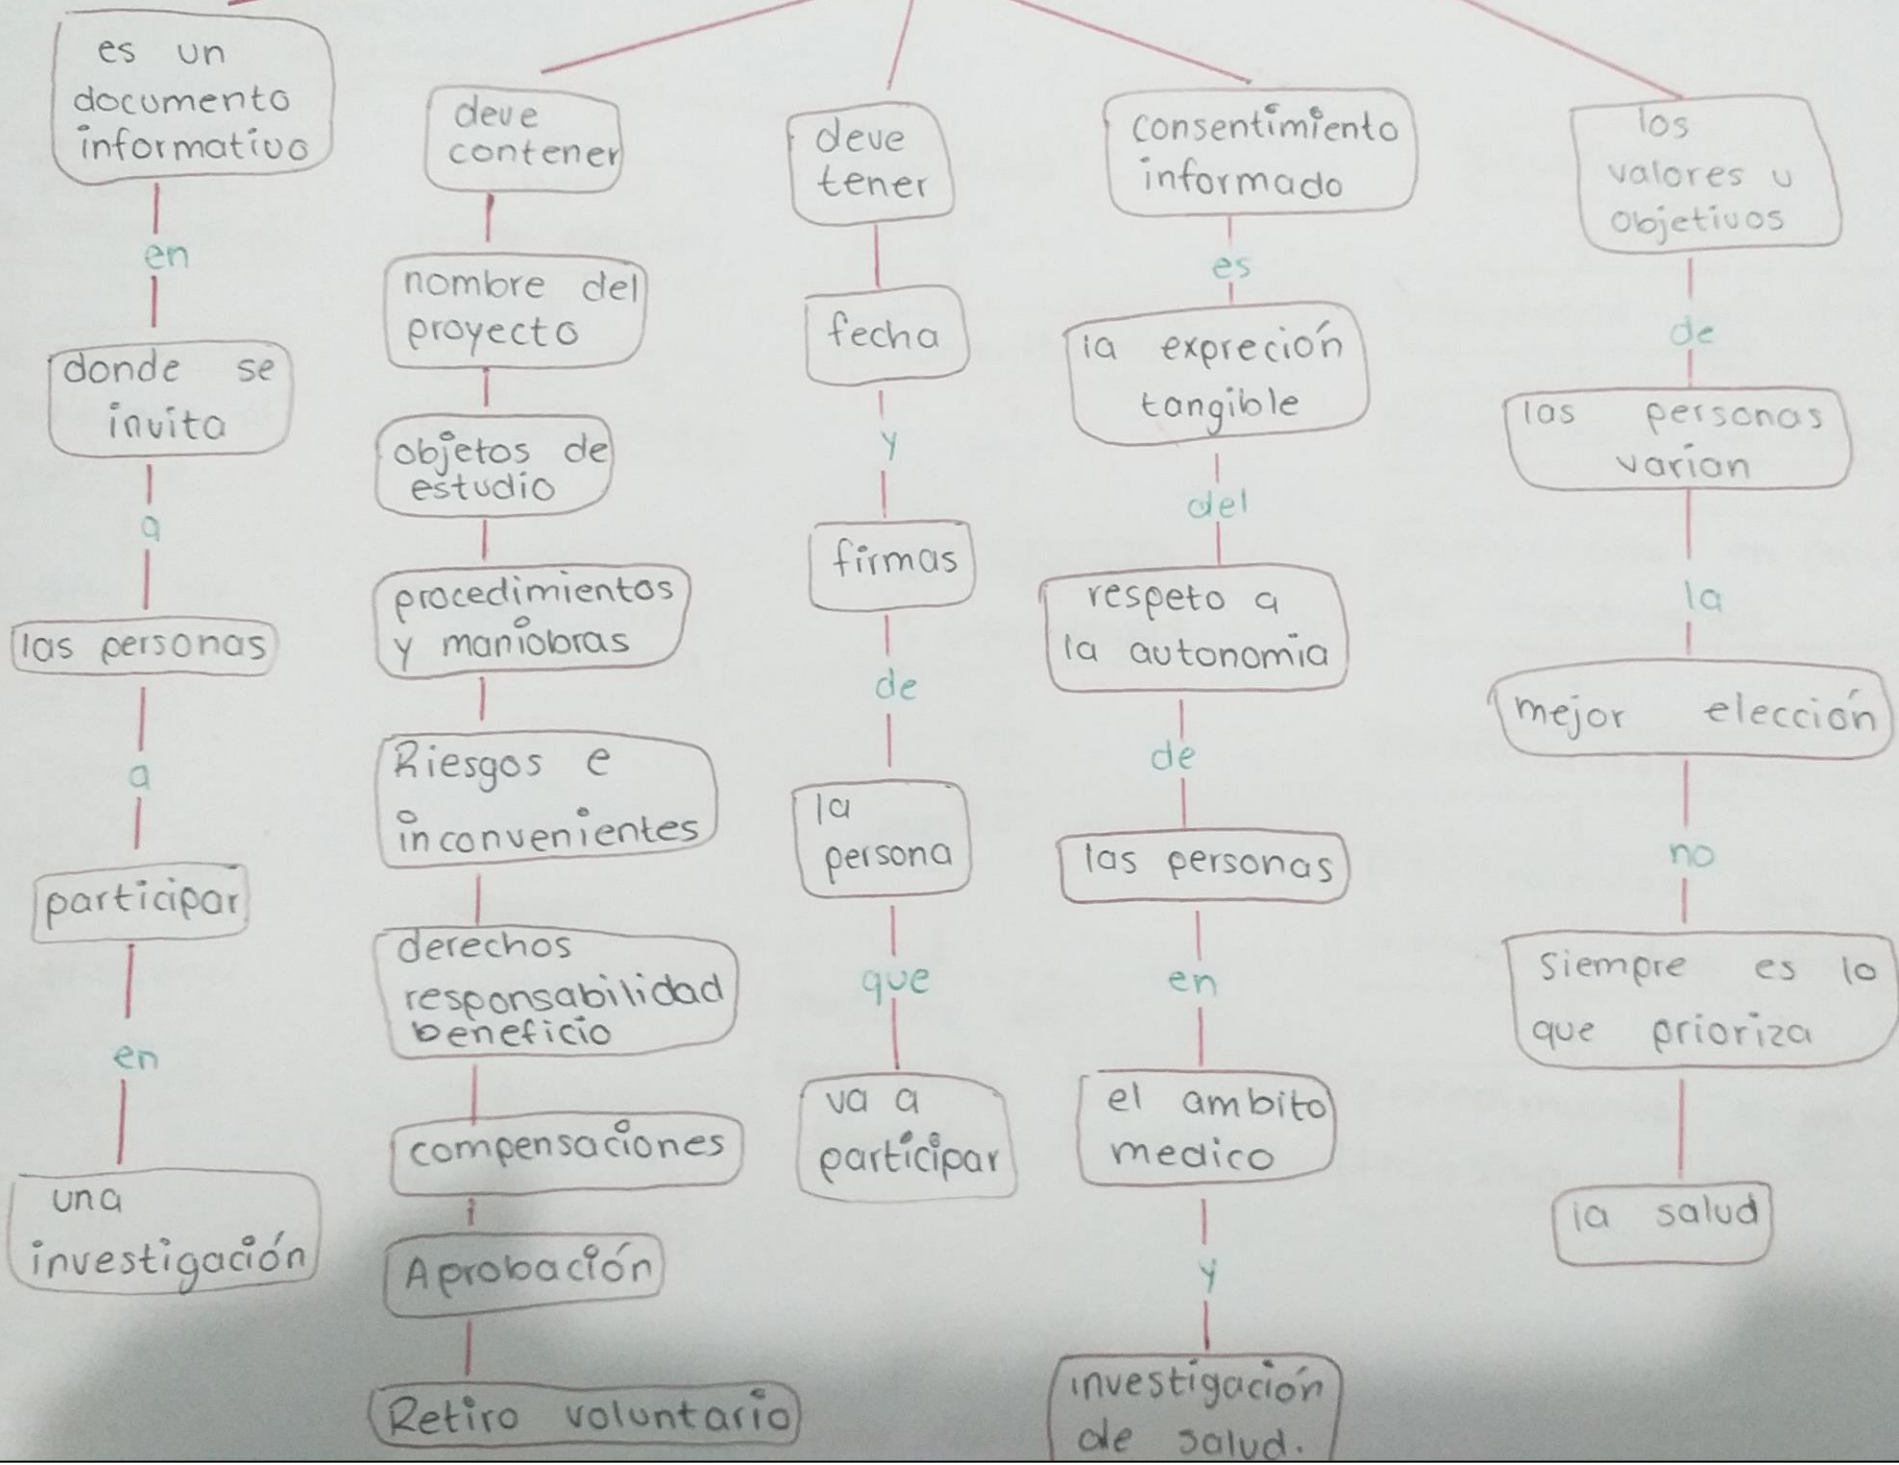 es un
documento
informativo
en
donde se
invita
a
las personas
a
participar
en
una
investigación
deve
contener
nombre del
proyecto
objetos de
estudio
procedimientos
y maniobras
Riesgos e
inconvenientes
derechos
responsabilidad
beneficio
compensaciones
Aprobación
Retiro voluntario
deve
tener
fecha
y
firmas
de
la
persona
que
va a
participar
consentimiento
informado
es
la expreción
tangible
del
respeto a
la autonomia
de
las personas
en
el ambito
medico
y
investigación
de salud.
los
valores u
objetivos
de
las personas
varian
la
mejor elección
no
siempre es lo
que prioriza
la salud